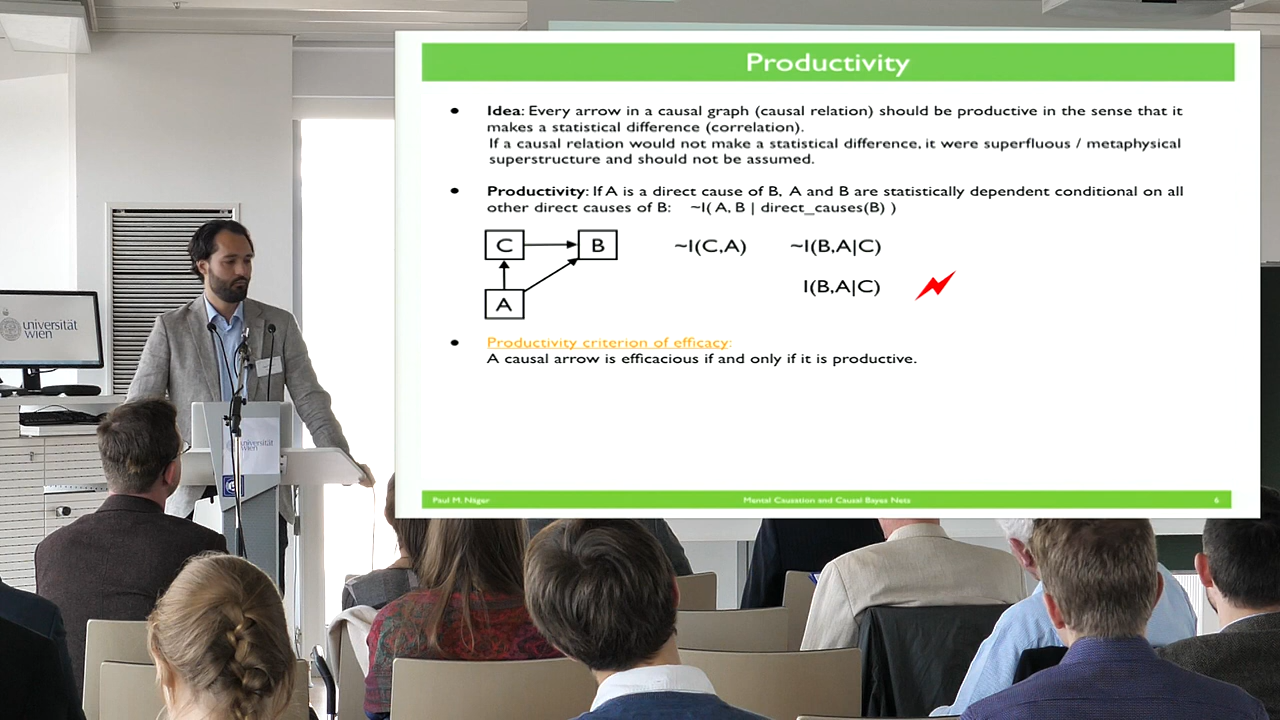 Productivity
• Idea: Every arrow in a causal graph (causal relation) should be productive in the sense that it
makes a statistical difference (correlation).
If a causal relation would not make a statistical difference, it were superfluous / metaphysical
superstructure and should not be assumed.
• Productivity: If A is a direct cause of B, A and B are statistically dependent conditional on all
other direct causes of B: ~I( A, B | direct_causes(B) )
C B ~I(C,A) ~I(B,A|C)
I(B,A|C)
A
• Productivity criterion of efficacy:
A causal arrow is efficacious if and only if it is productive.
Paul M. Näger Mental Causation and Causal Bayes Nets 6
universität
wien
universität
wien